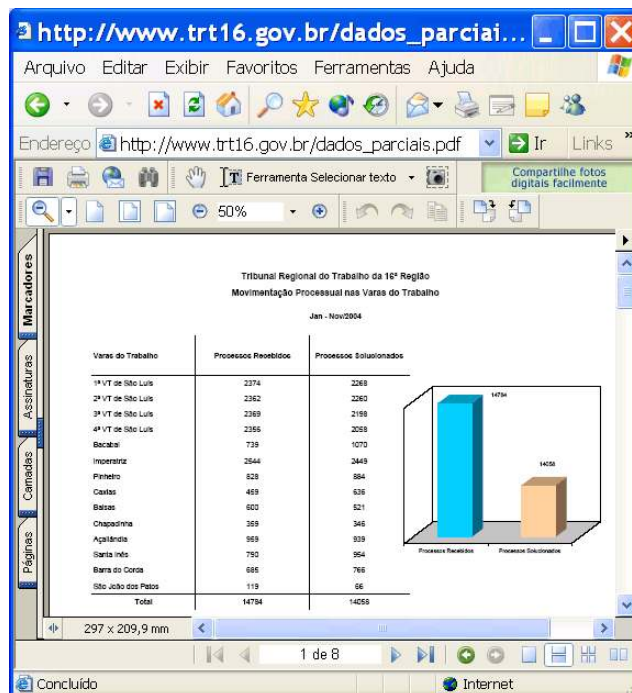 http://www.trt16.gov.br/dados_parciai...
Arquivo Editar Exibir Favoritos Ferramentas Ajuda
Endereço http://www.trt16.gov.br/dados_parciais.pdf Ir Links »
Ferramenta Selecionar texto
Compartilhe fotos
digitais facilmente
50%
Marcadores
Assinaturas
Camadas
Páginas
Tribunal Regional do Trabalho da 16ª Região
Movimentação Processual nas Varas do Trabalho
Jan - Nov/2004
Varas do Trabalho Processos Recebidos Processos Solucionados
1ª VT de São Luís 2374 2268
2ª VT de São Luís 2362 2260
3ª VT de São Luís 2369 2198
4ª VT de São Luís 2356 2058
Bacabal 739 1070
Imperatriz 2544 2449
Pinheiro 828 884
Caxias 459 636
Balsas 600 521
Chapadinha 359 346
Açailândia 969 939
Santa Inês 790 954
Barra do Corda 685 766
São João dos Patos 119 66
Total 14784 14058
14784
14058
Processos Recebidos Processos Solucionados
297 x 209,9 mm
1 de 8
Concluído Internet